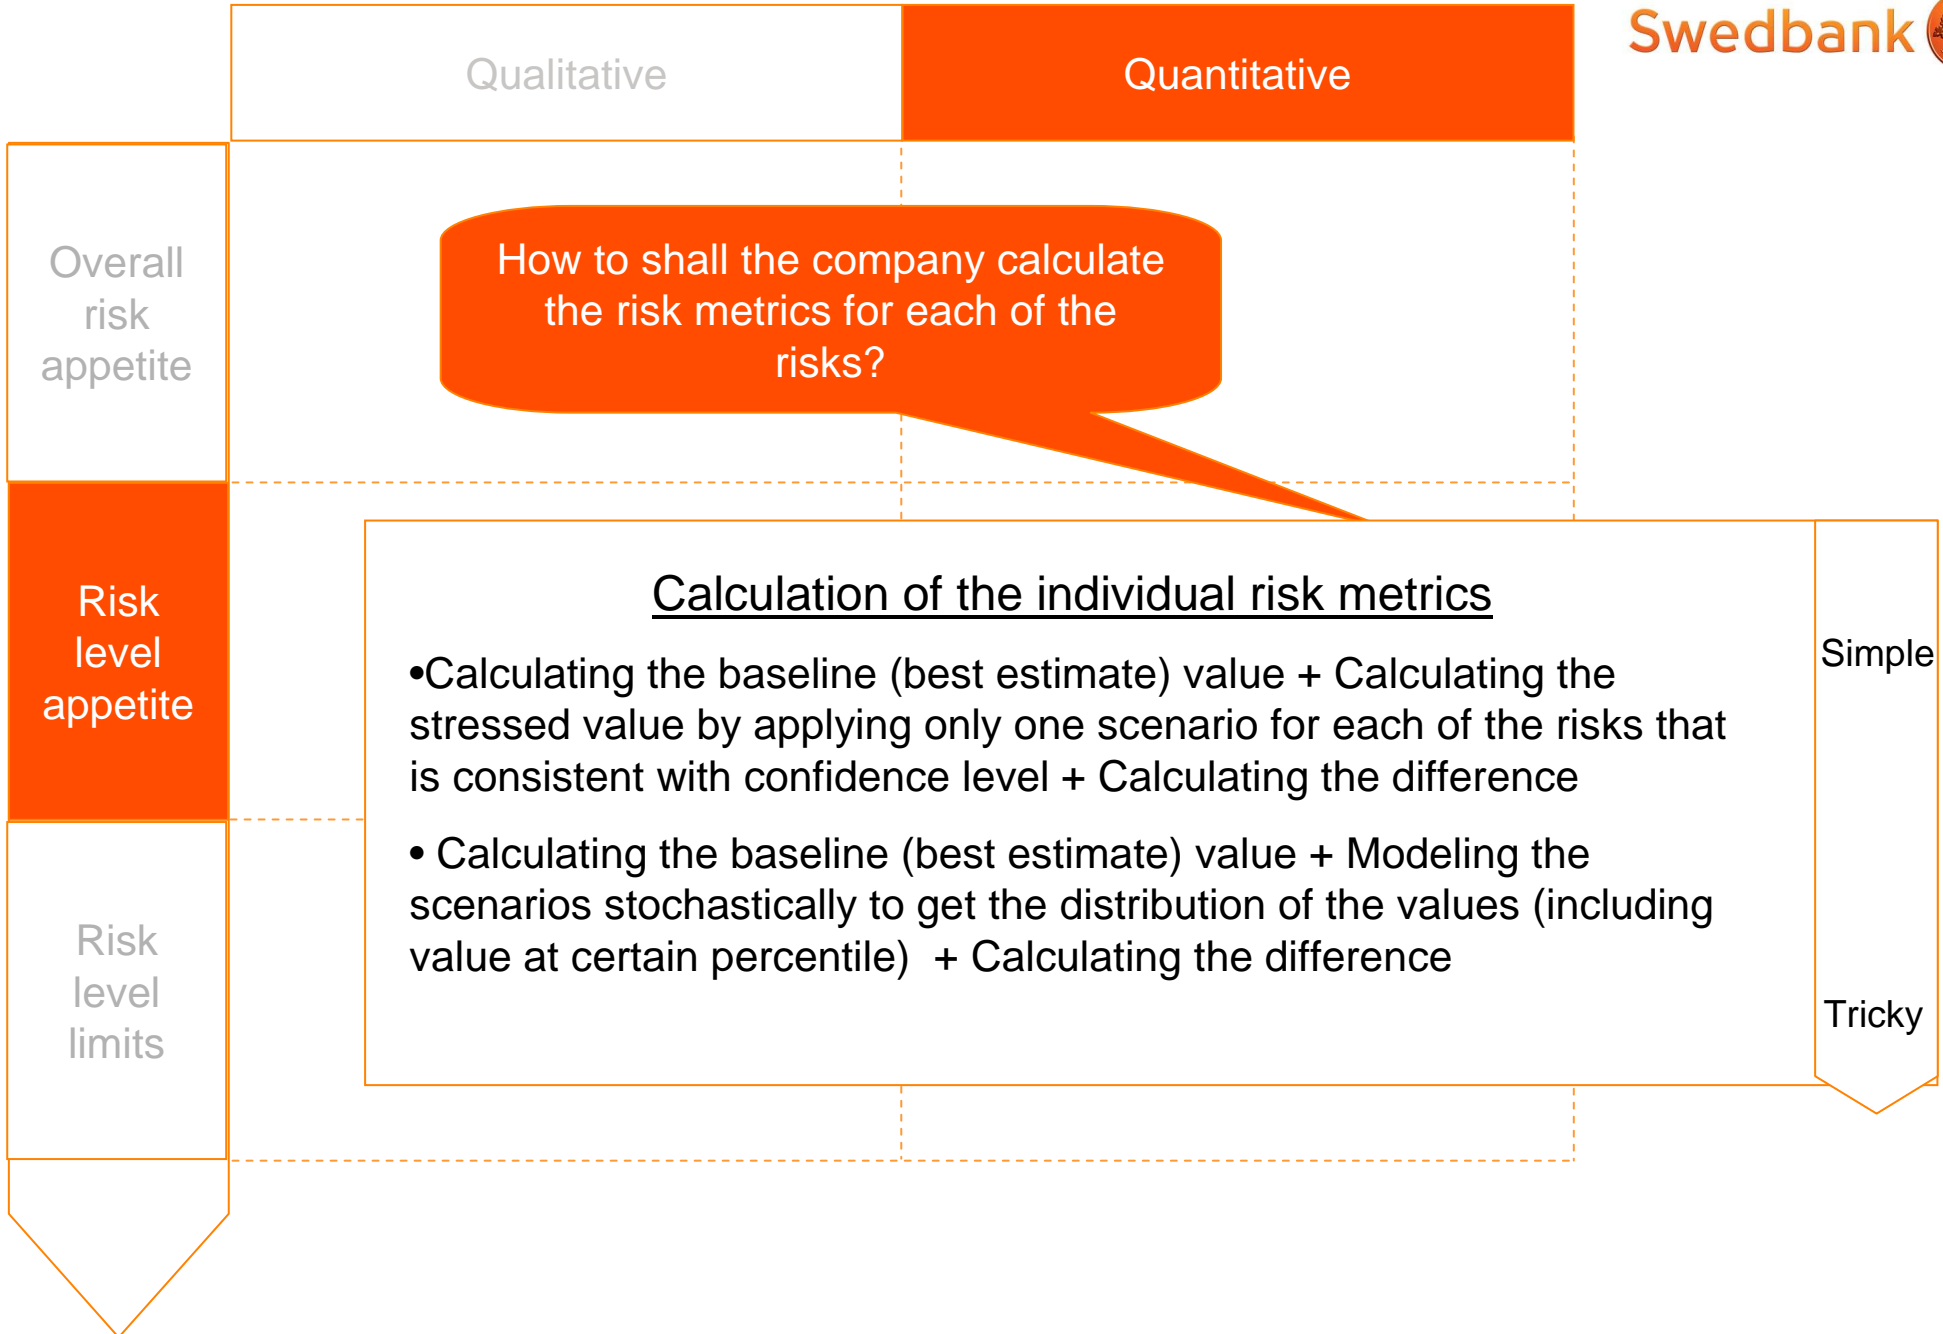 Swedbank
Qualitative
Quantitative
Overall
risk
appetite
How to shall the company calculate
the risk metrics for each of the
risks?
Risk
level
appetite
Calculation of the individual risk metrics
•Calculating the baseline (best estimate) value + Calculating the
stressed value by applying only one scenario for each of the risks that
is consistent with confidence level + Calculating the difference
• Calculating the baseline (best estimate) value + Modeling the
scenarios stochastically to get the distribution of the values (including
value at certain percentile)  + Calculating the difference
Simple
Tricky
Risk
level
limits